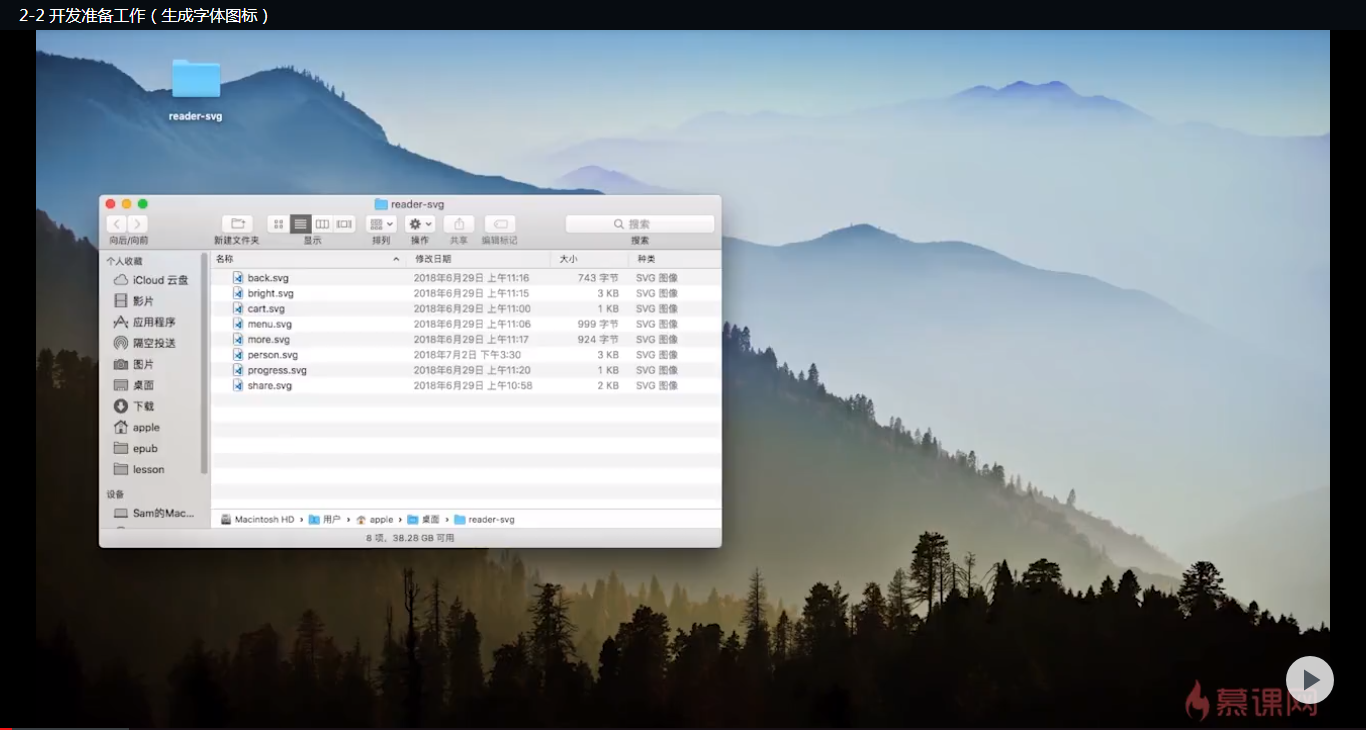 2-2 开发准备工作 ( 生成字体图标 )
reader-svg
reader-svg
搜索
向后/向前 新建文件夹 显示 排列 操作 共享 编辑标记 搜索
个人收藏
iCloud 云盘
影片
应用程序
隔空投送
图片
桌面
下载
apple
epub
lesson
设备
Sam的Mac...
名称 修改日期 大小 种类
back.svg 2018年6月29日 上午11:16 743 字节 SVG 图像
bright.svg 2018年6月29日 上午11:15 3 KB SVG 图像
cart.svg 2018年6月29日 上午11:00 1 KB SVG 图像
menu.svg 2018年6月29日 上午11:06 999 字节 SVG 图像
more.svg 2018年6月29日 上午11:17 924 字节 SVG 图像
person.svg 2018年7月2日 下午3:30 3 KB SVG 图像
progress.svg 2018年6月29日 上午11:20 1 KB SVG 图像
share.svg 2018年6月29日 上午10:58 2 KB SVG 图像
Macintosh HD › 用户 › apple › 桌面 › reader-svg
8 项，38.28 GB 可用
慕课网